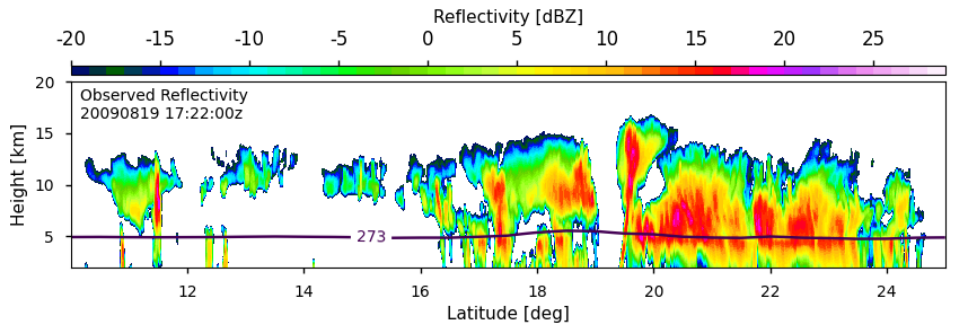 Reflectivity [dBZ]
-20 -15 -10 -5 0 5 10 15 20 25
20
Observed Reflectivity
20090819 17:22:00z
15
10
5
273
Height [km]
12 14 16 18 20 22 24
Latitude [deg]